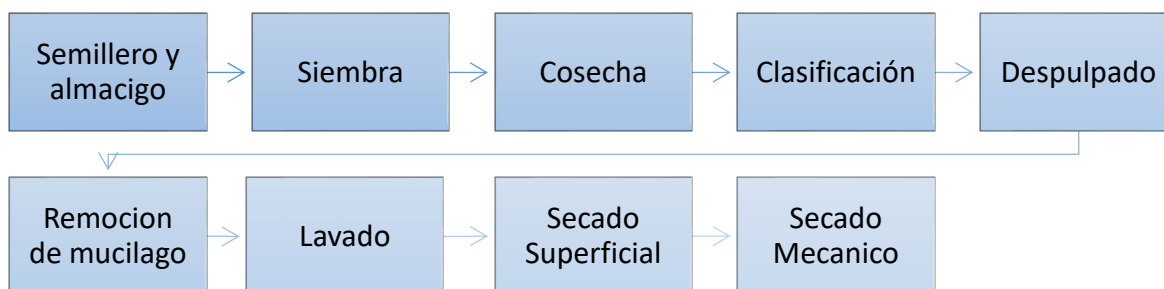 Semillero y
almacigo
Siembra
Cosecha
Clasificación
Despulpado
Remocion
de mucilago
Lavado
Secado
Superficial
Secado
Mecanico